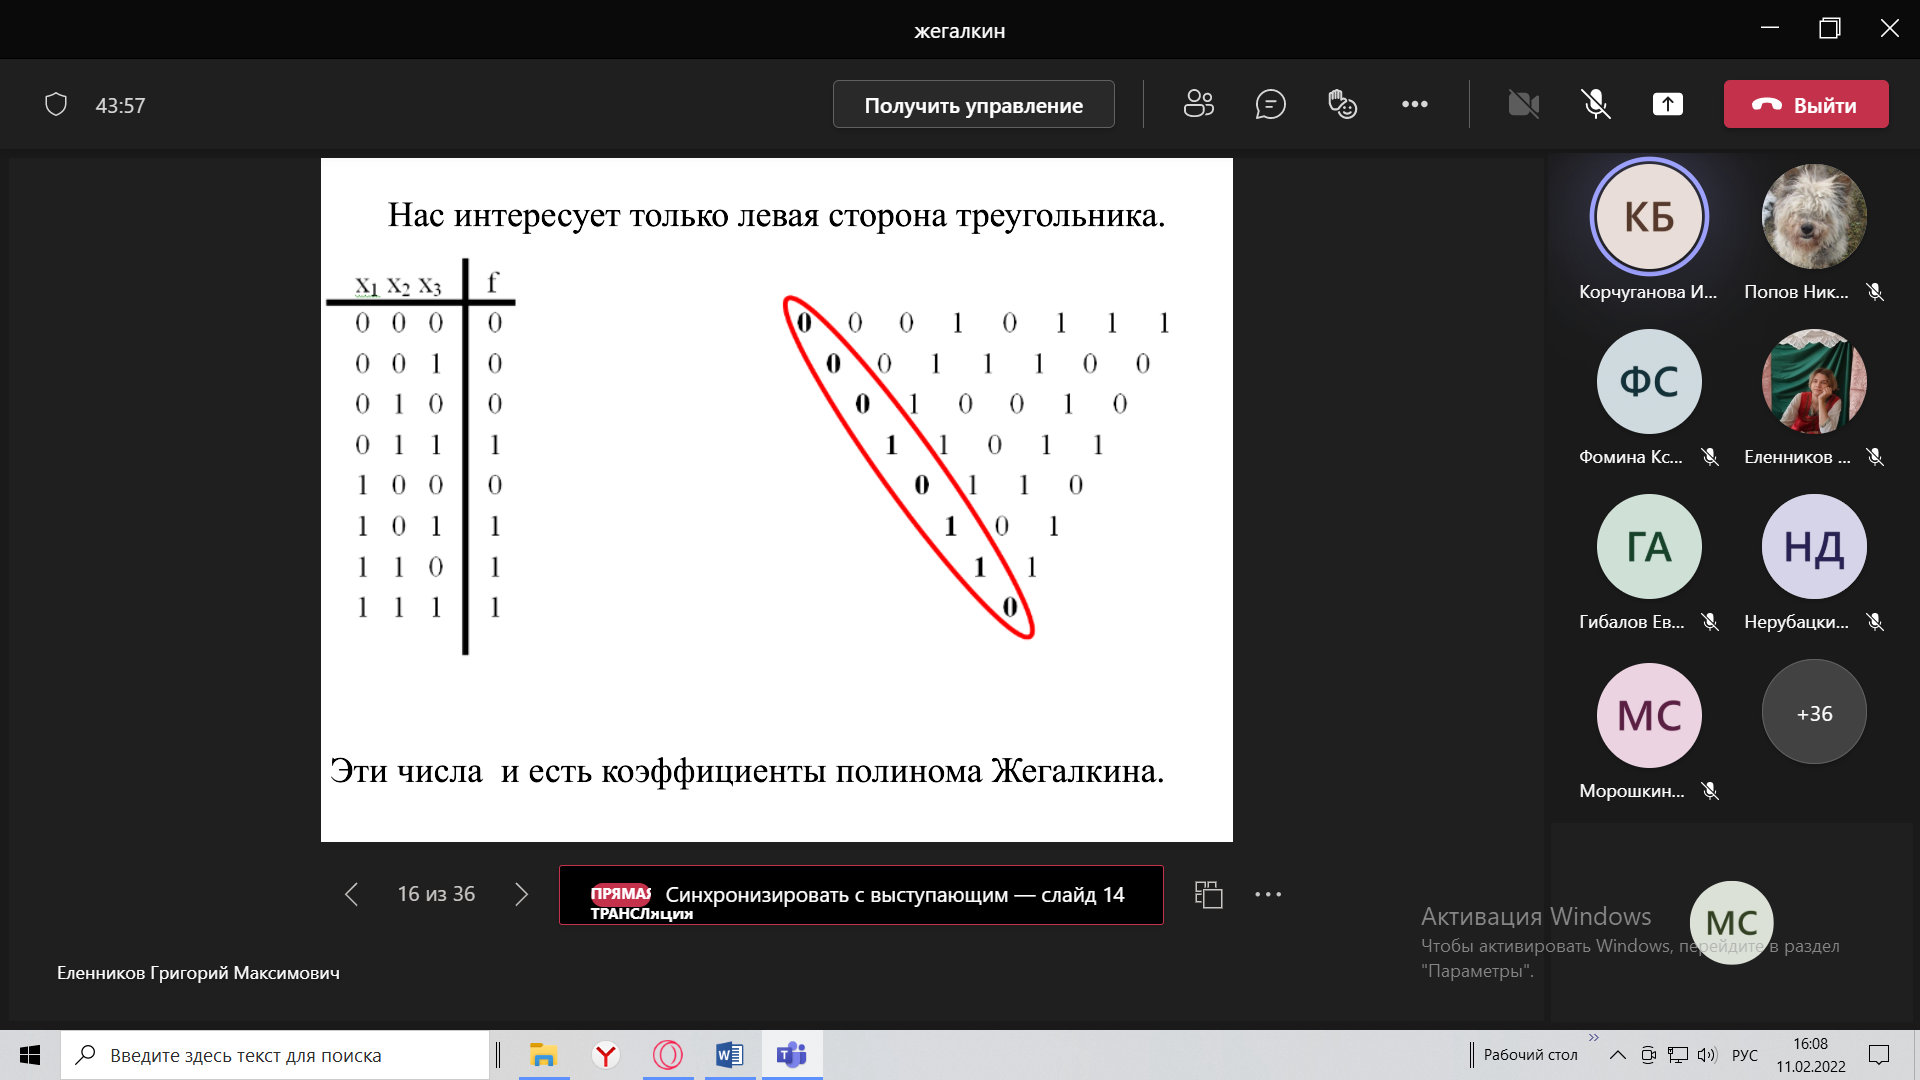 жегалкин
43:57
Получить управление
Выйти
Нас интересует только левая сторона треугольника.
x1 x2 x3 f
0 0 0 0
0 0 1 0
0 1 0 0
0 1 1 1
1 0 0 0
1 0 1 1
1 1 0 1
1 1 1 1
0 0 0 1 0 1 1 1
0 0 1 1 1 0 0
0 1 0 0 1 0
1 1 0 1 1
0 1 1 0
1 0 1
1 1
0
Эти числа и есть коэффициенты полинома Жегалкина.
КБ
Корчуганова И...
Попов Ник...
ФС
Фомина Кс...
Еленников ...
ГА
Гибалов Ев...
НД
Нерубацки...
МС
Морошкин...
+36
16 из 36
ПРЯМАЯ
ТРАНСЛяция
Синхронизировать с выступающим — слайд 14
Еленников Григорий Максимович
МС
Активация Windows
Чтобы активировать Windows, перейдите в раздел
"Параметры".
Введите здесь текст для поиска
Рабочий стол
РУС
16:08
11.02.2022